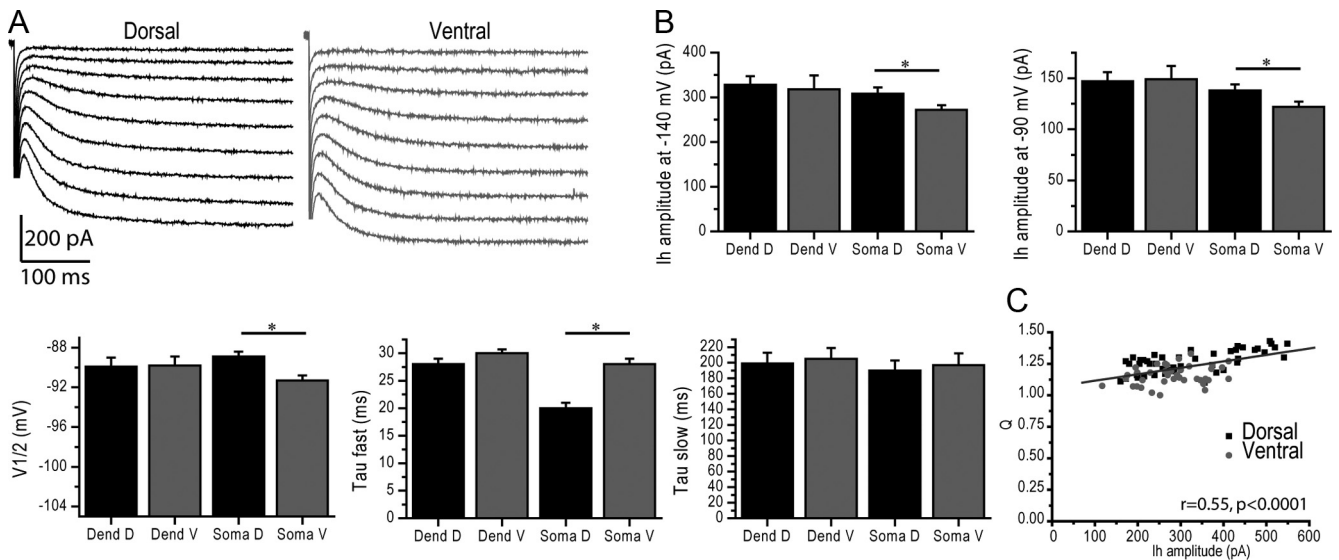 A
Dorsal
Ventral
200 pA
100 ms
B
Ih amplitude at -140 mV (pA)
400
300
200
100
0
*
Dend D
Dend V
Soma D
Soma V
Ih amplitude at -90 mV (pA)
150
100
50
0
*
Dend D
Dend V
Soma D
Soma V
V1/2 (mV)
-88
-92
-96
-100
-104
*
Dend D
Dend V
Soma D
Soma V
Tau fast (ms)
30
25
20
15
10
5
0
*
Dend D
Dend V
Soma D
Soma V
Tau slow (ms)
220
200
180
160
140
120
100
80
60
40
20
0
Dend D
Dend V
Soma D
Soma V
C
Q
1.50
1.25
1.00
0.75
0.50
0.25
0.00
Dorsal
Ventral
r=0.55, p<0.0001
0 100 200 300 400 500 600
Ih amplitude (pA)